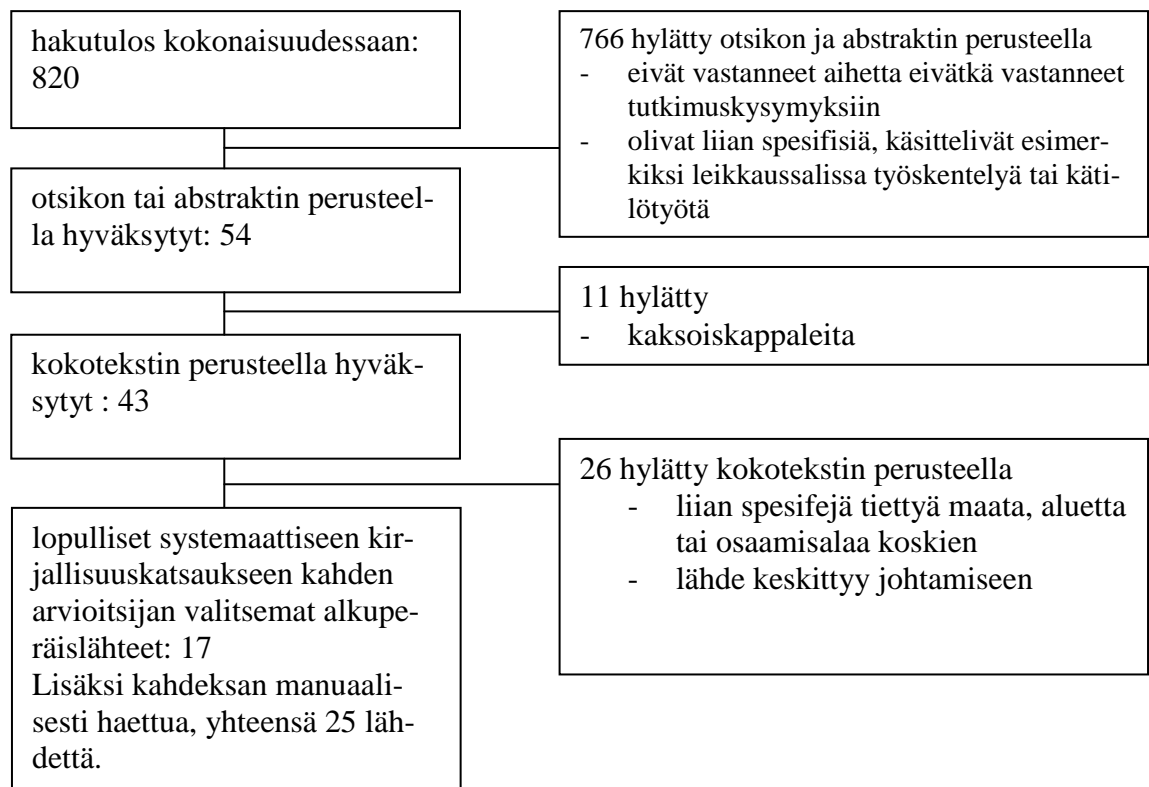 hakutulos kokonaisuudessaan:
820
766 hylätty otsikon ja abstraktin perusteella
- eivät vastanneet aihetta eivätkä vastanneet
tutkimuskysymyksiin
- olivat liian spesifisiä, käsittelivät esimer-
kiksi leikkaussalissa työskentelyä tai käti-
lötyötä
otsikon tai abstraktin perusteel-
la hyväksytyt: 54
11 hylätty
- kaksoiskappaleita
kokotekstin perusteella hyväk-
sytyt : 43
26 hylätty kokotekstin perusteella
- liian spesifejä tiettyä maata, aluetta
tai osaamisalaa koskien
- lähde keskittyy johtamiseen
lopulliset systemaattiseen kir-
jallisuuskatsaukseen kahden
arvioitsijan valitsemat alkupe-
räislähteet: 17
Lisäksi kahdeksan manuaali-
sesti haettua, yhteensä 25 läh-
dettä.